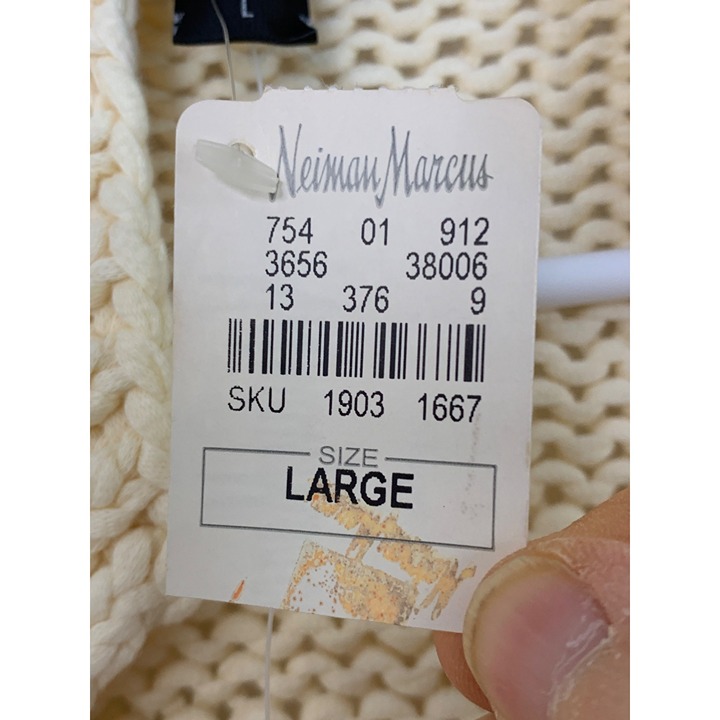 L
Neiman Marcus
754 01 912
3656 38006
13 376 9
SKU 1903 1667
SIZE
LARGE